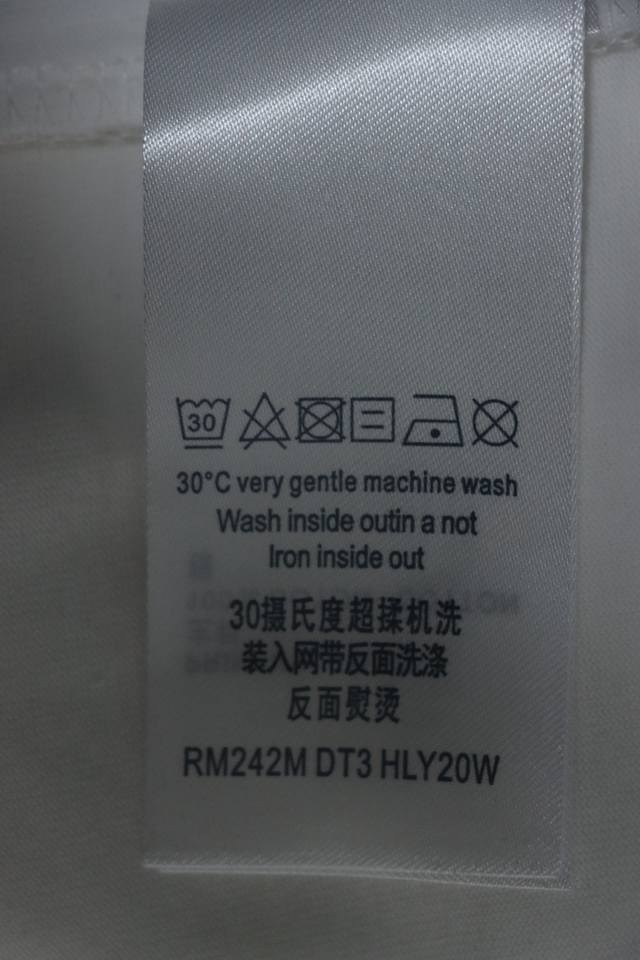 30
30°C very gentle machine wash
Wash inside outin a not
Iron inside out
30摄氏度超揉机洗
装入网带反面洗涤
反面熨烫
RM242M DT3 HLY20W